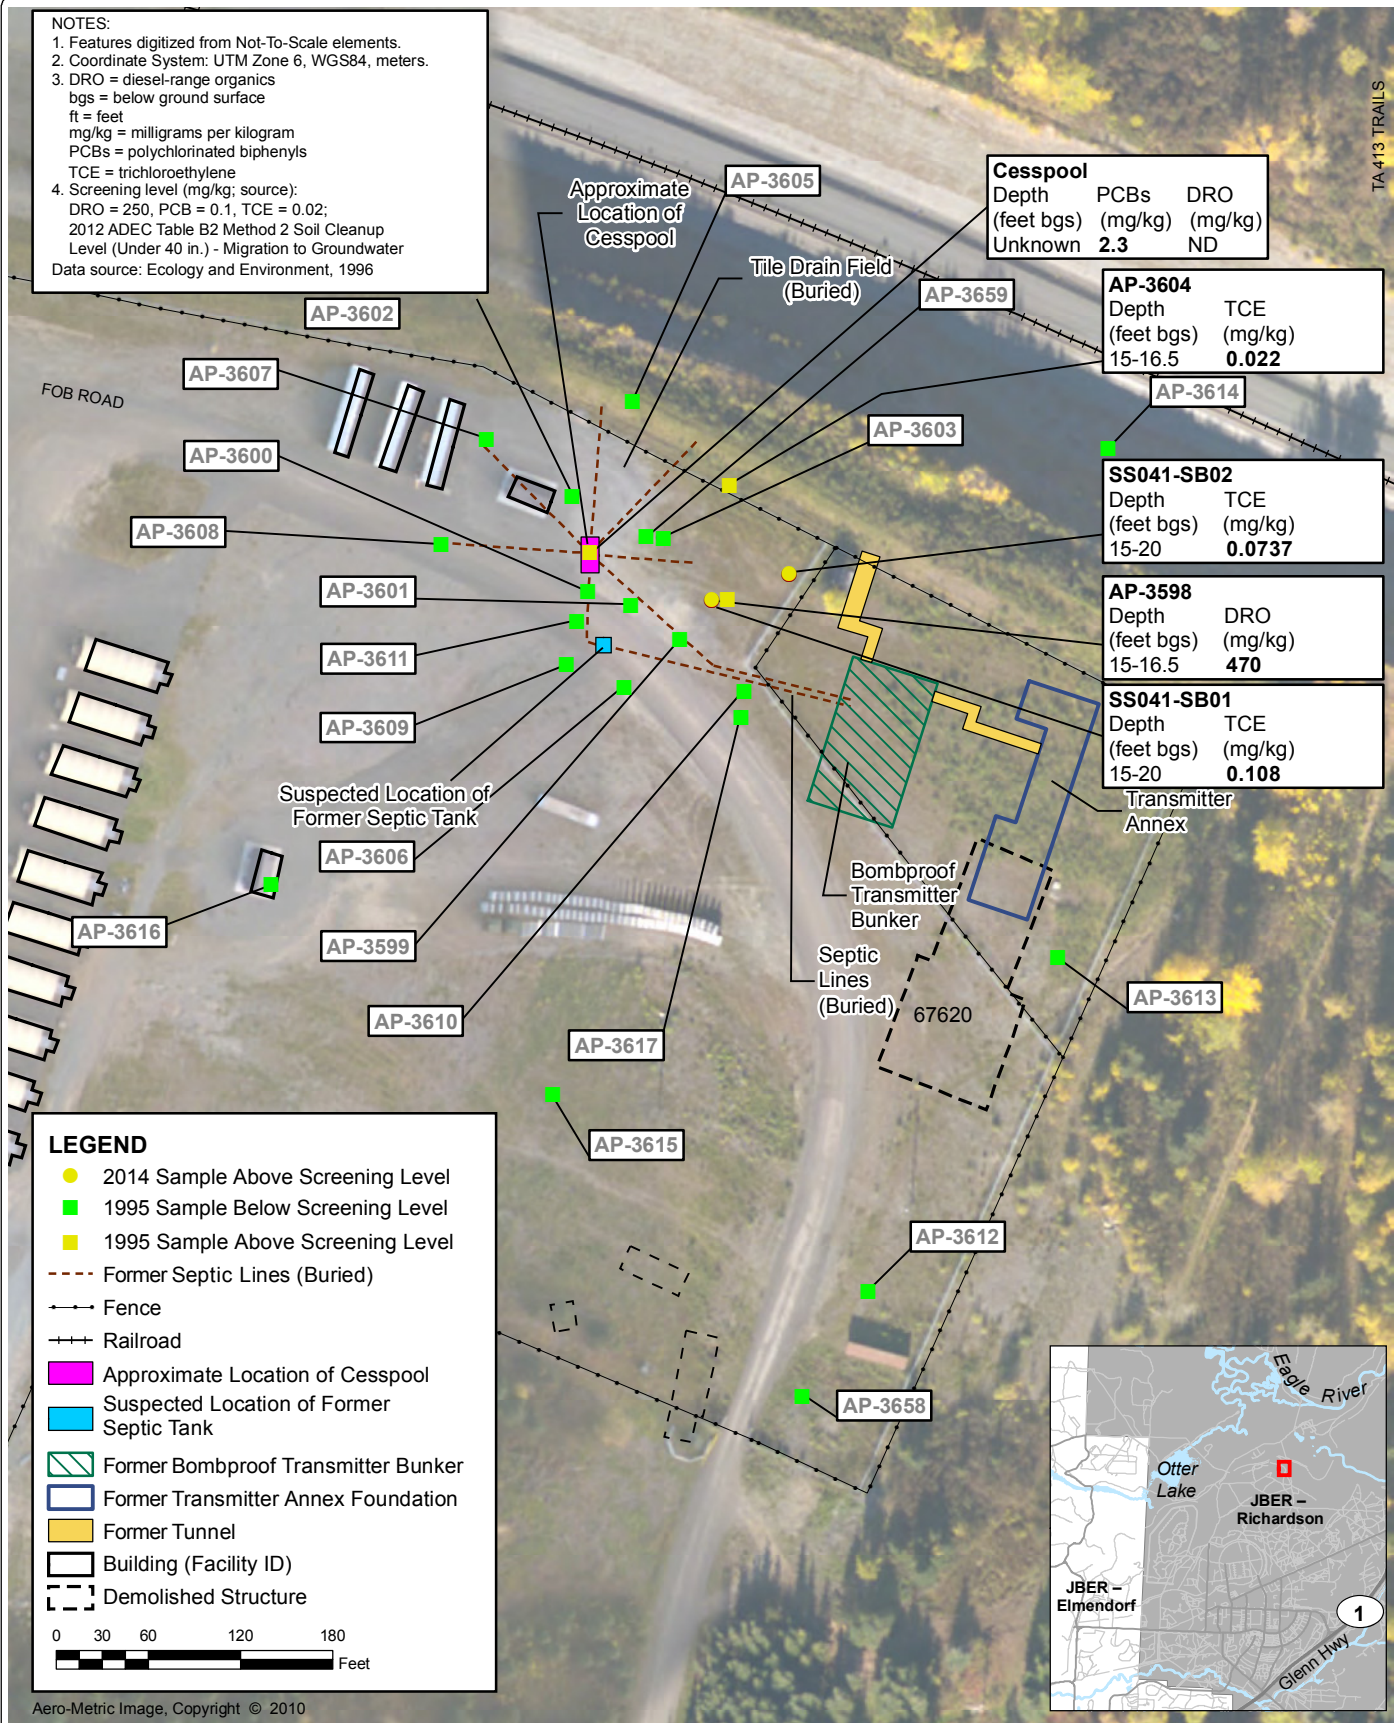 NOTES:
1. Features digitized from Not-To-Scale elements.
2. Coordinate System: UTM Zone 6, WGS84, meters.
3. DRO = diesel-range organics
bgs = below ground surface
ft = feet
mg/kg = milligrams per kilogram
PCBs = polychlorinated biphenyls
TCE = trichloroethylene
4. Screening level (mg/kg; source):
DRO = 250, PCB = 0.1, TCE = 0.02;
2012 ADEC Table B2 Method 2 Soil Cleanup
Level (Under 40 in.) - Migration to Groundwater
Data source: Ecology and Environment, 1996
TA 413 TRAILS
AP-3605
Approximate
Location of
Cesspool
Cesspool
Depth PCBs DRO
(feet bgs) (mg/kg) (mg/kg)
Unknown 2.3 ND
Tile Drain Field
(Buried)
AP-3659
AP-3602
AP-3604
Depth TCE
(feet bgs) (mg/kg)
15-16.5 0.022
AP-3607
FOB ROAD
AP-3614
AP-3603
AP-3600
SS041-SB02
Depth TCE
(feet bgs) (mg/kg)
15-20 0.0737
AP-3608
AP-3601
AP-3598
Depth DRO
(feet bgs) (mg/kg)
15-16.5 470
AP-3611
SS041-SB01
Depth TCE
(feet bgs) (mg/kg)
15-20 0.108
AP-3609
Suspected Location of
Former Septic Tank
Transmitter
Annex
AP-3606
Bombproof
Transmitter
Bunker
AP-3616
AP-3599
Septic
Lines
(Buried)
AP-3613
67620
AP-3610
AP-3617
AP-3615
AP-3612
AP-3658
LEGEND
2014 Sample Above Screening Level
1995 Sample Below Screening Level
1995 Sample Above Screening Level
Former Septic Lines (Buried)
Fence
Railroad
Approximate Location of Cesspool
Suspected Location of Former
Septic Tank
Former Bombproof Transmitter Bunker
Former Transmitter Annex Foundation
Former Tunnel
Building (Facility ID)
Demolished Structure
0 30 60 120 180
Feet
Eagle River
Otter
Lake
JBER –
Richardson
JBER –
Elmendorf
1
Glenn Hwy
Aero-Metric Image, Copyright © 2010